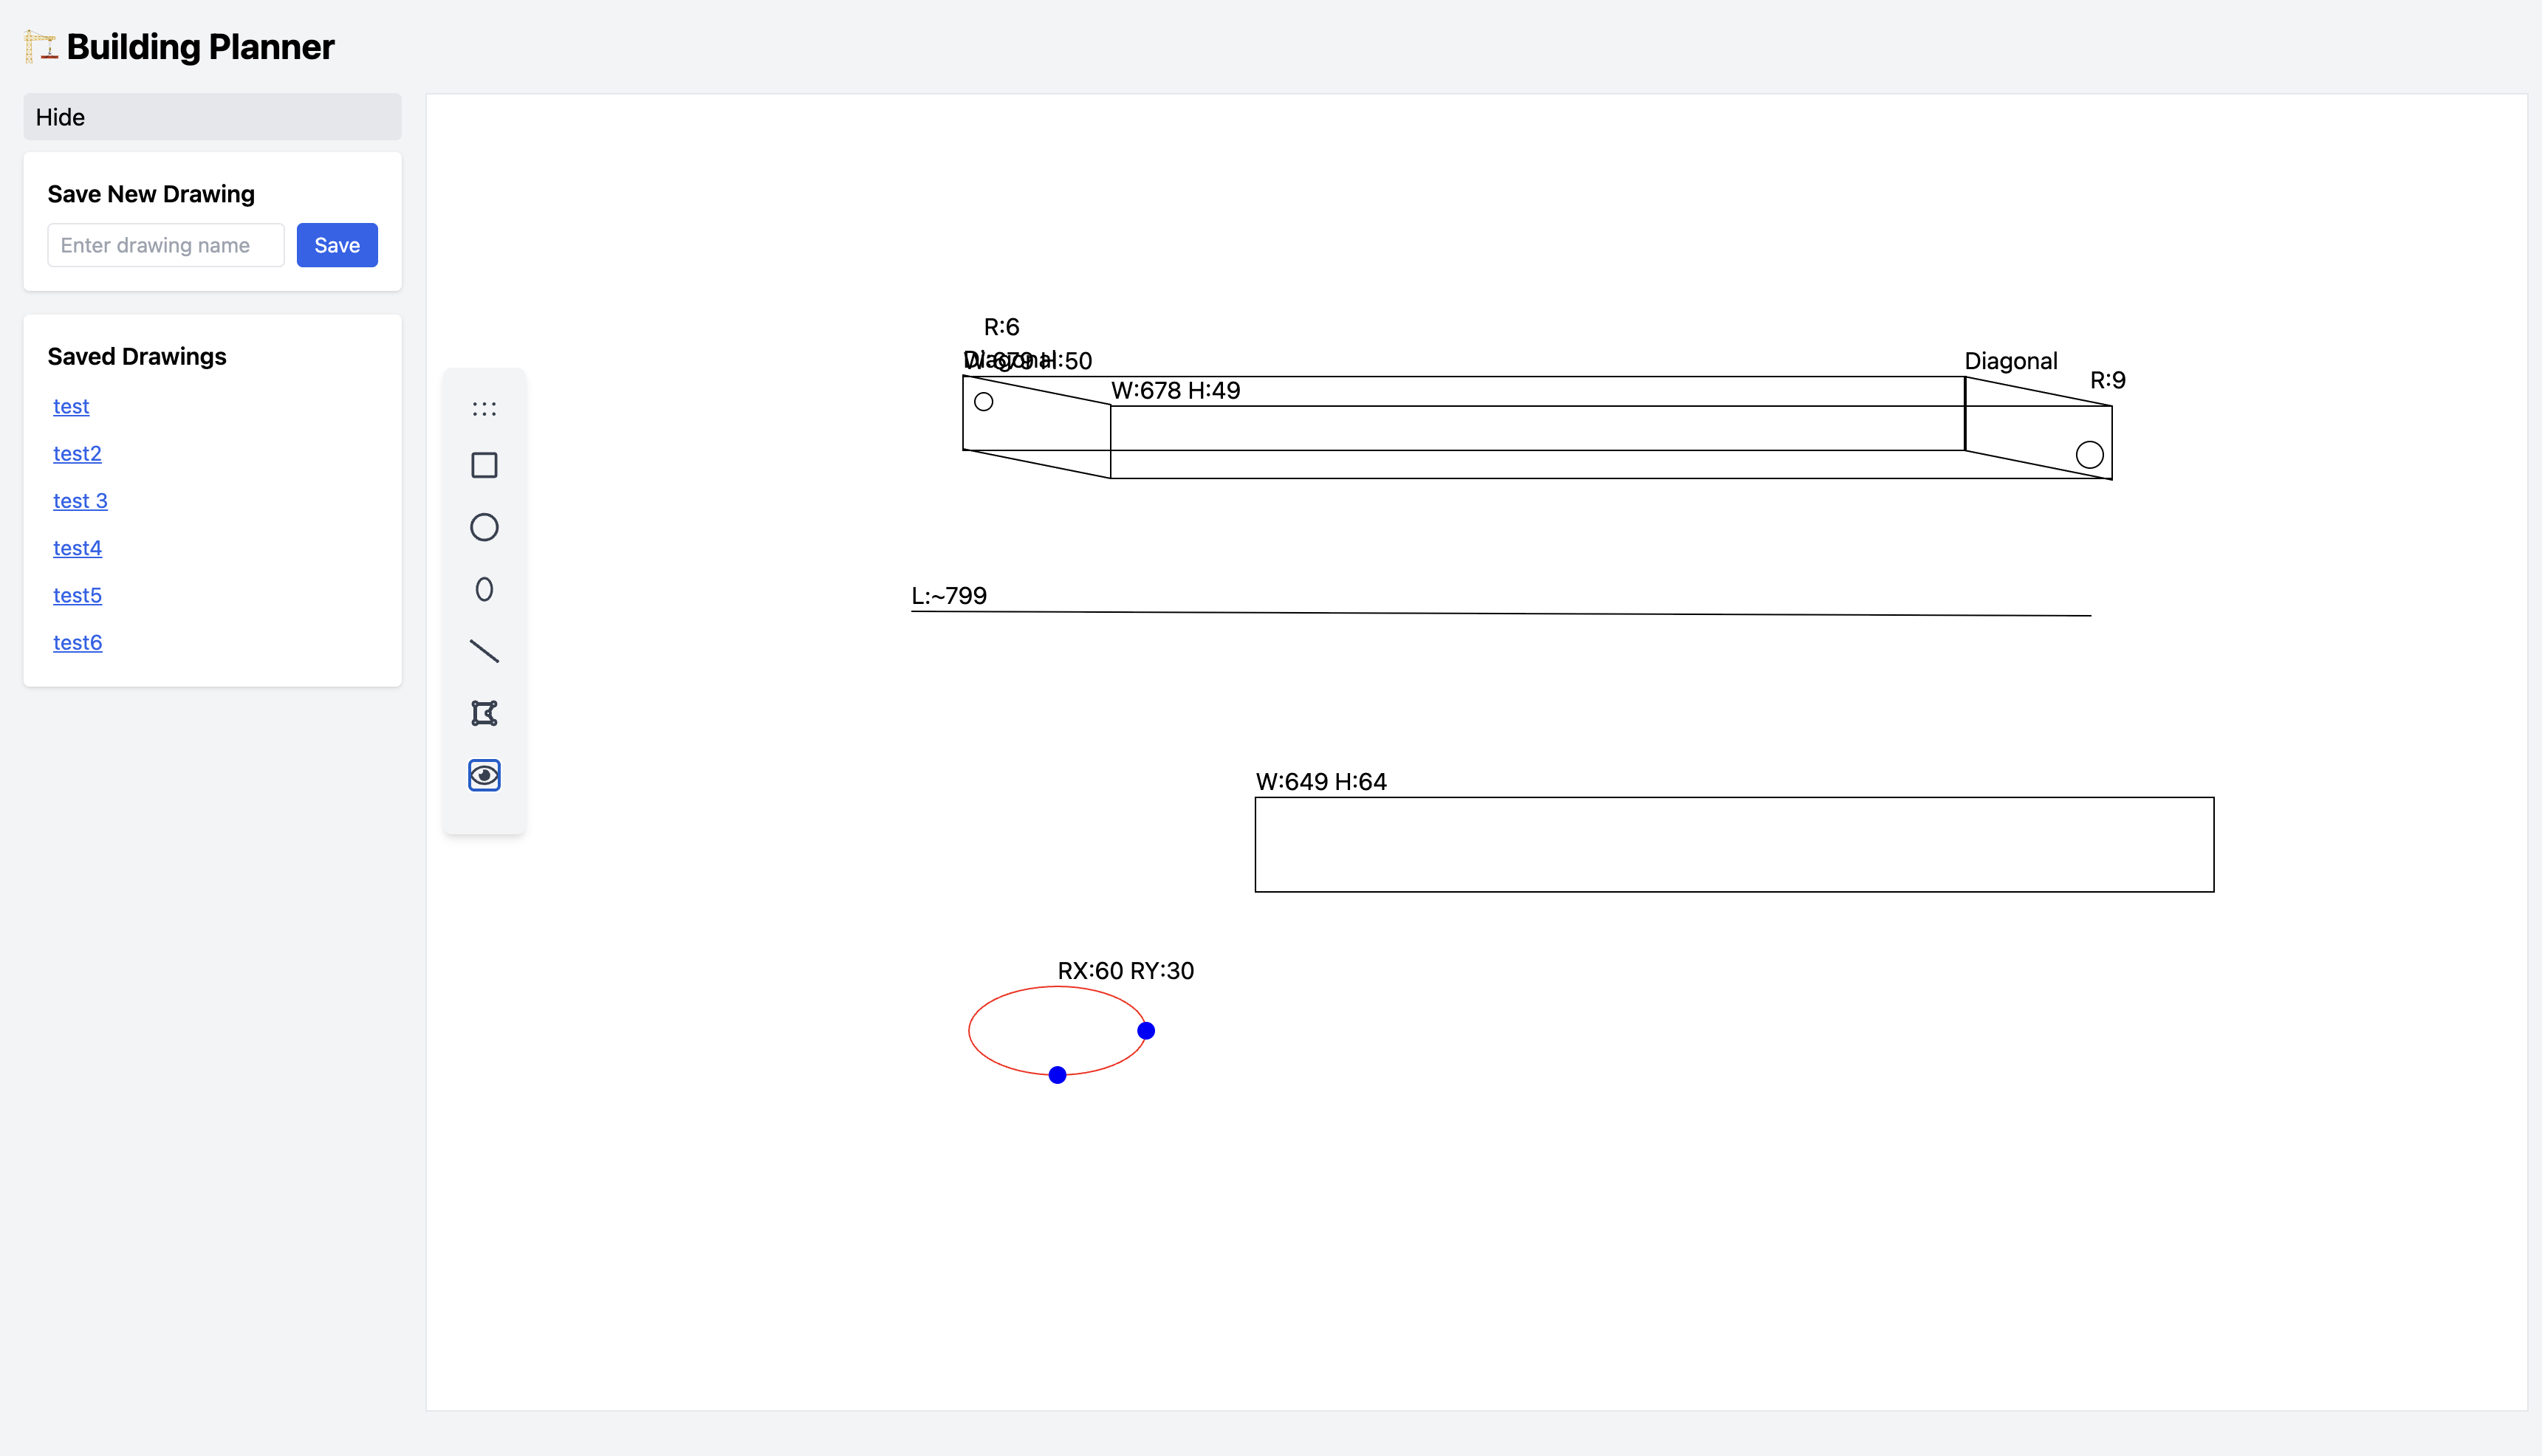 Building Planner
Hide
Save New Drawing
Enter drawing name
Save
Saved Drawings
test
test2
test 3
test4
test5
test6
R:6
Diagonal
W:679 H:50
Diagonal
R:9
W:678 H:49
L:~799
W:649 H:64
RX:60 RY:30